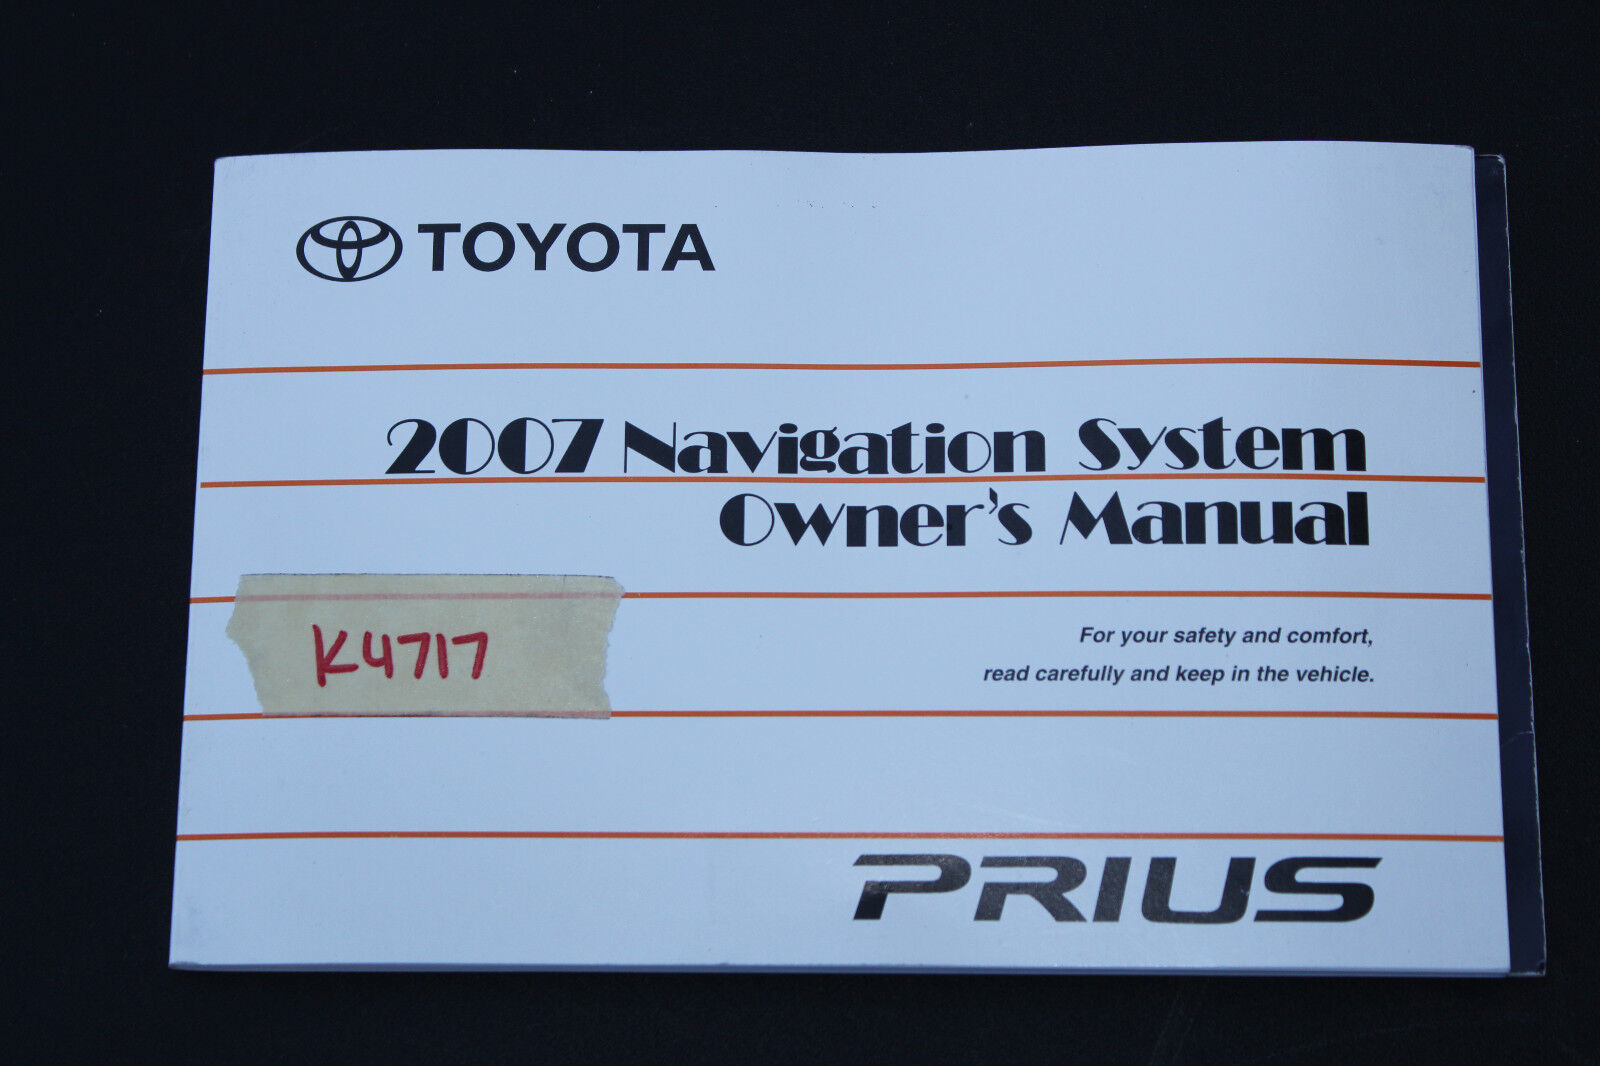 TOYOTA
2007 Navigation System
Owner's Manual
K4717
For your safety and comfort,
read carefully and keep in the vehicle.
PRIUS